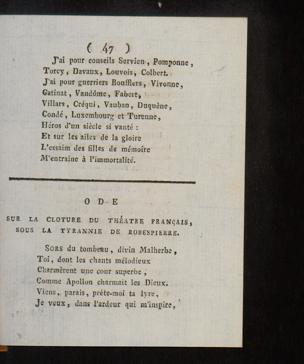 ( 47 )
J'ai pour conseils Servien, Pomponne,
Torcy, Davaux, Louvois, Colbert.
J'ai pour guerriers Boufflers, Vivonne,
Catinat, Vandôme, Fabert,
Villars, Créqui, Vauban, Duquêne,
Condé, Luxembourg et Turenne,
Héros d'un siècle si vanté :
Et sur les ailes de la gloire
L'essaim des filles de mémoire
M'entraîne à l'immortalité.
ODE
SUR LA CLOTURE DU THÉATRE FRANÇAIS,
SOUS LA TYRANNIE DE ROBESPIERRE.
SORS du tombeau, divin Malherbe,
Toi, dont les chants mélodieux
Charmèrent une cour superbe,
Comme Apollon charmait les Dieux.
Viens, parais, prête-moi ta lyre,
Je veux, dans l'ardeur qui m'inspire,